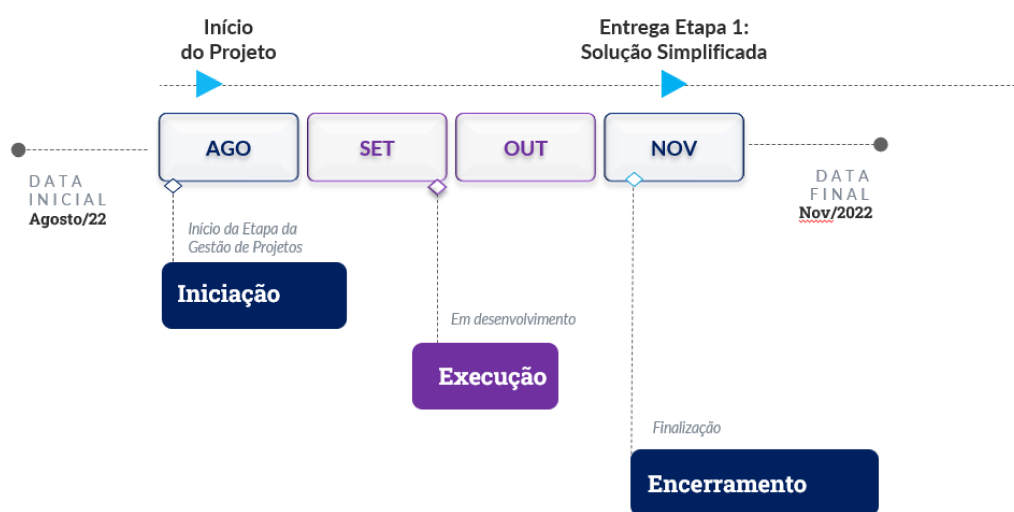 Início
do Projeto
Entrega Etapa 1:
Solução Simplificada
AGO
SET
OUT
NOV
DATA
INICIAL
Agosto/22
DATA
FINAL
Nov/2022
Início da Etapa da
Gestão de Projetos
Iniciação
Em desenvolvimento
Execução
Finalização
Encerramento